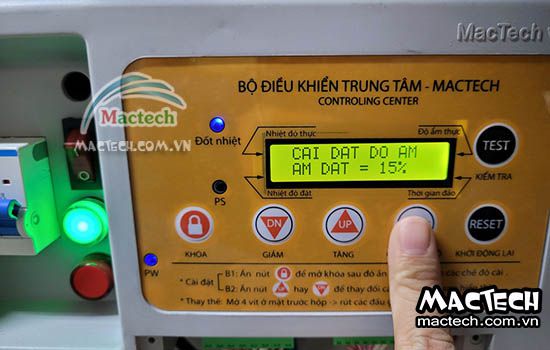 MacTech
BỘ ĐIỀU KHIỂN TRUNG TÂM - MACTECH
CONTROLING CENTER
Mactech
MACTECH.COM.VN
Đốt nhiệt
Nhiệt độ thực
Độ ẩm thực
CAI DAT DO AM
AM DAT = 15%
TEST
KIỂM TRA
PS
Nhiệt độ đặt
Thời gian đảo
DN
UP
RESET
KHÓA
GIẢM
TĂNG
KHỞI ĐỘNG LẠI
PW
* Cài đặt
B1: Ấn nút để mở khóa sau đó ấn các chế độ cài
B2: Ấn nút hay để thay đổi
* Thay thế: Mở 4 vít ở mặt trước hộp -> rút các đầu
MACTECH
mactech.com.vn